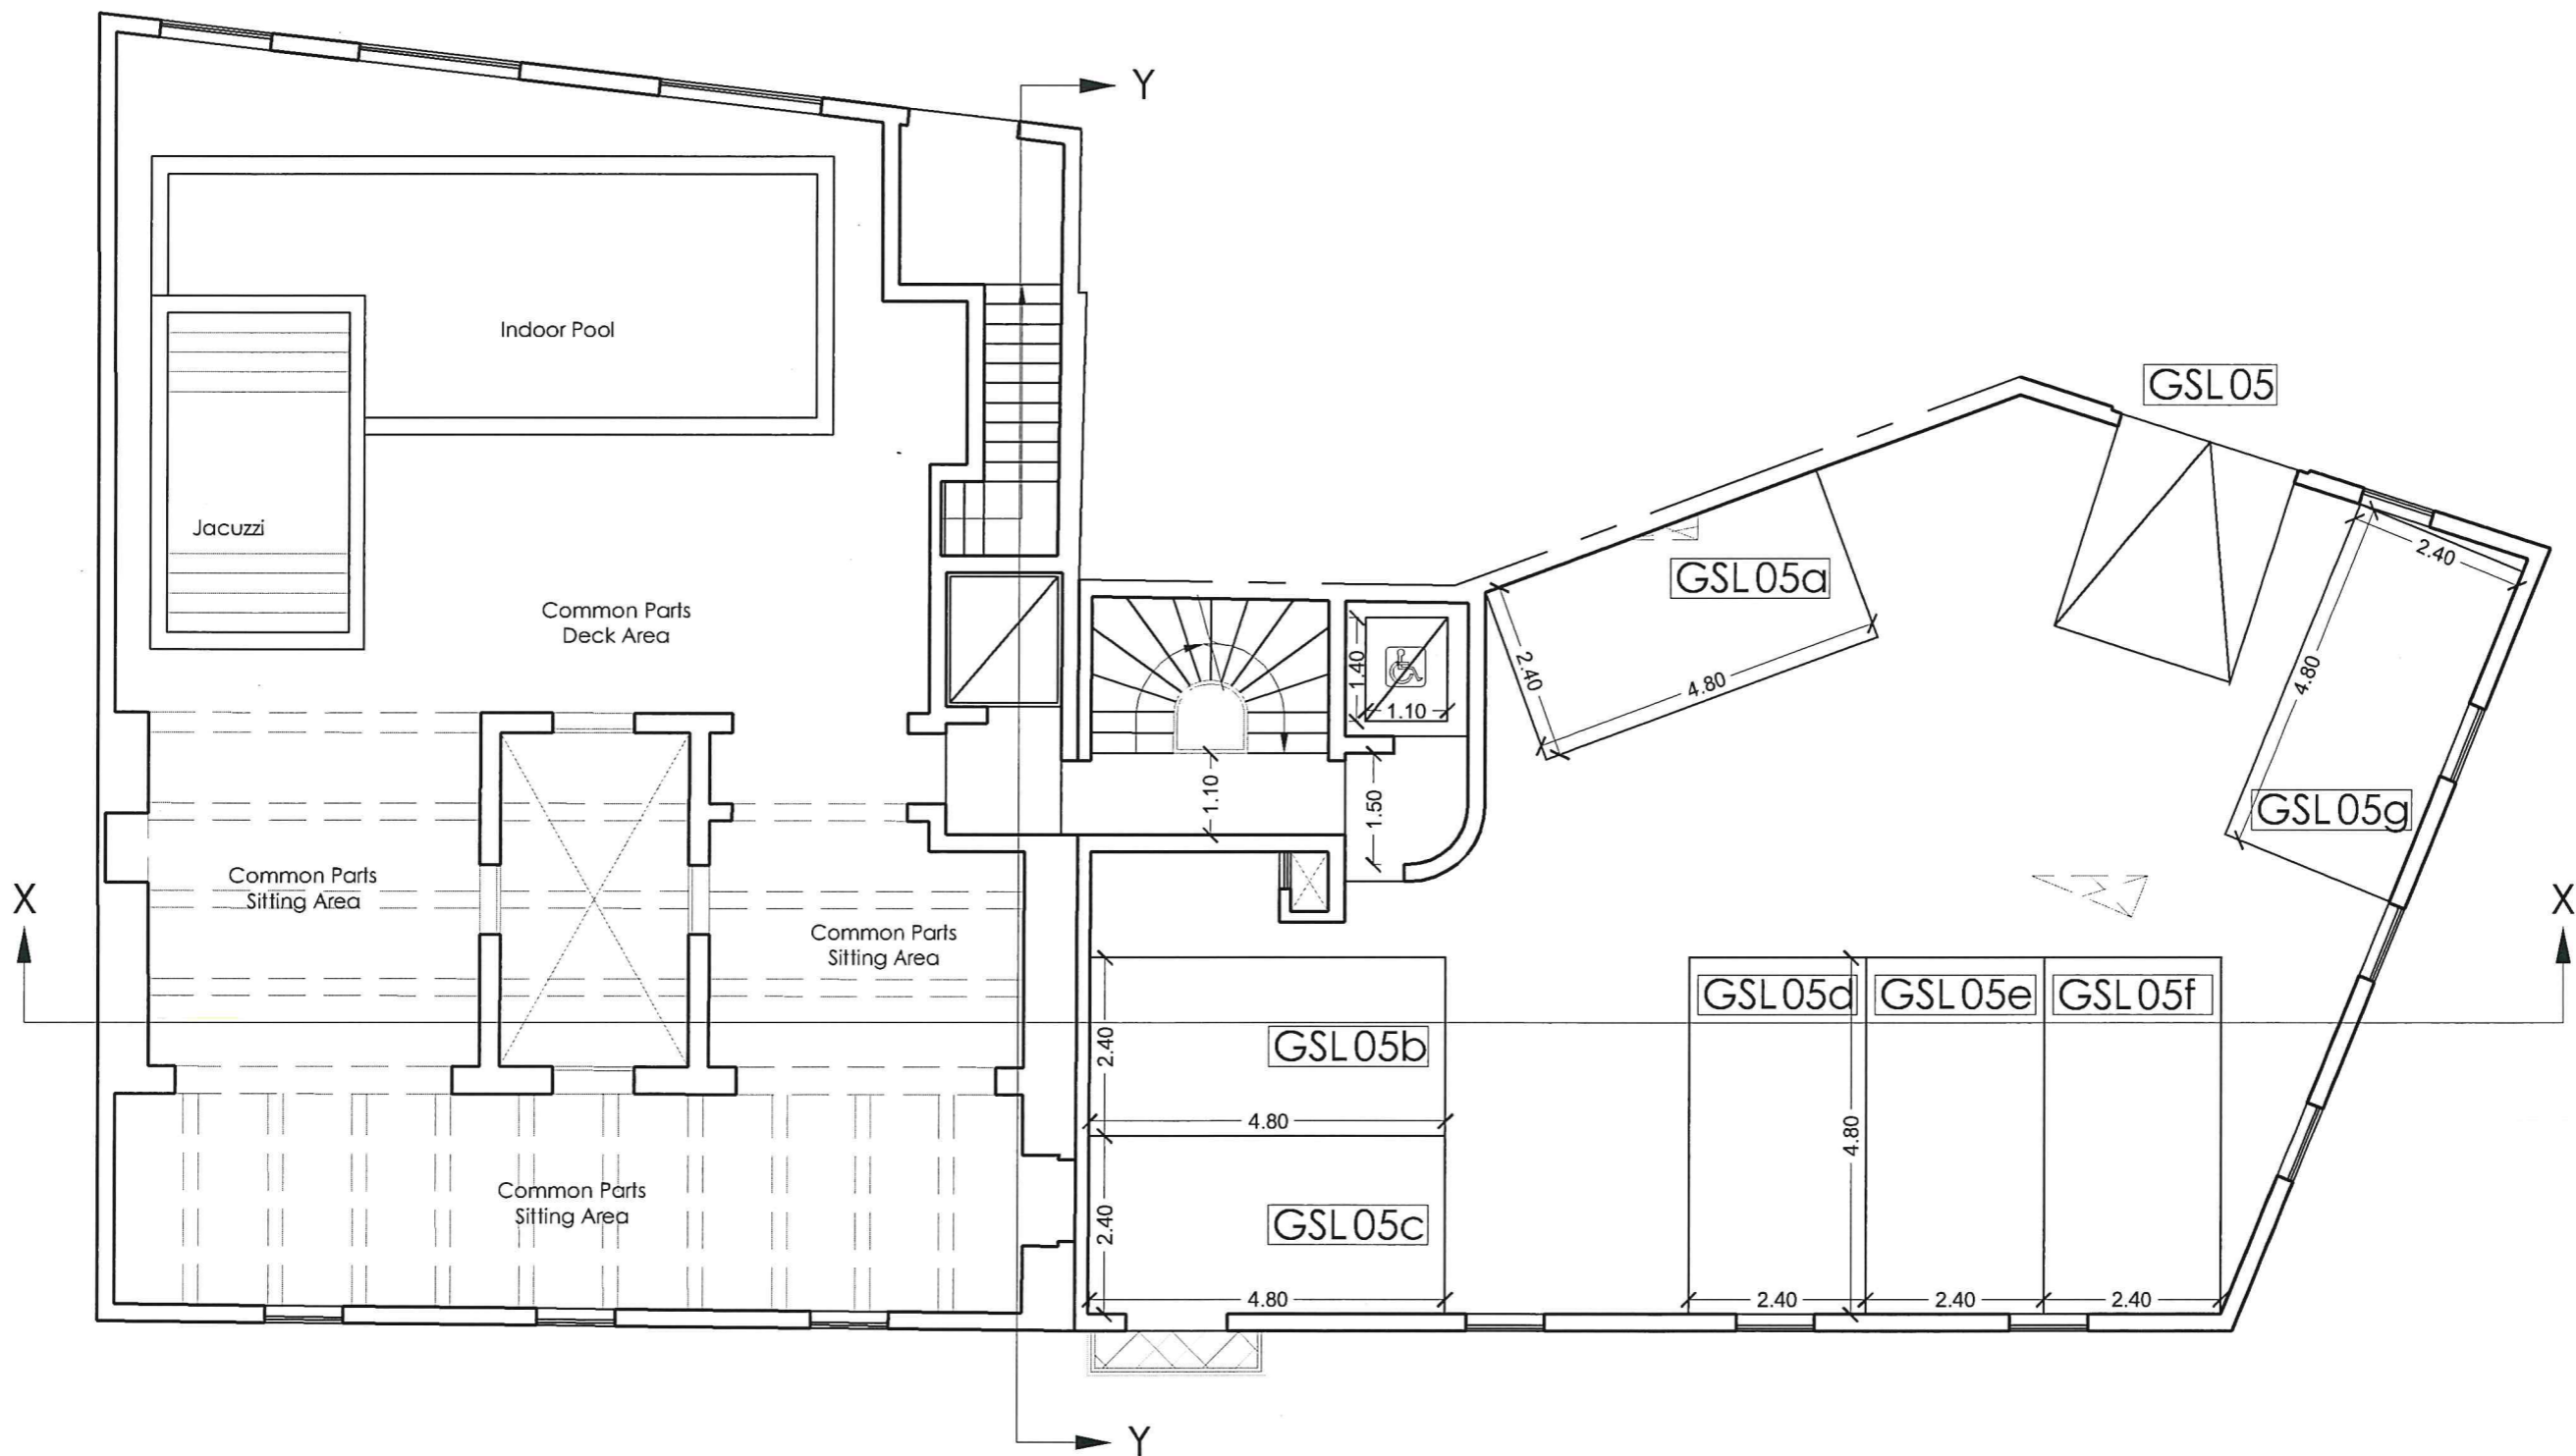 Y
GSL05
Indoor Pool
Jacuzzi
2.40
GSL05a
Common Parts
Deck Area
1.40
2.40
4.80
4.80
1.10
1.10
1.50
GSL05g
Common Parts
Sitting Area
X
X
Common Parts
Sitting Area
GSL05d
GSL05e
GSL05f
2.40
GSL05b
4.80
4.80
Common Parts
Sitting Area
2.40
GSL05c
4.80
2.40
2.40
2.40
Y